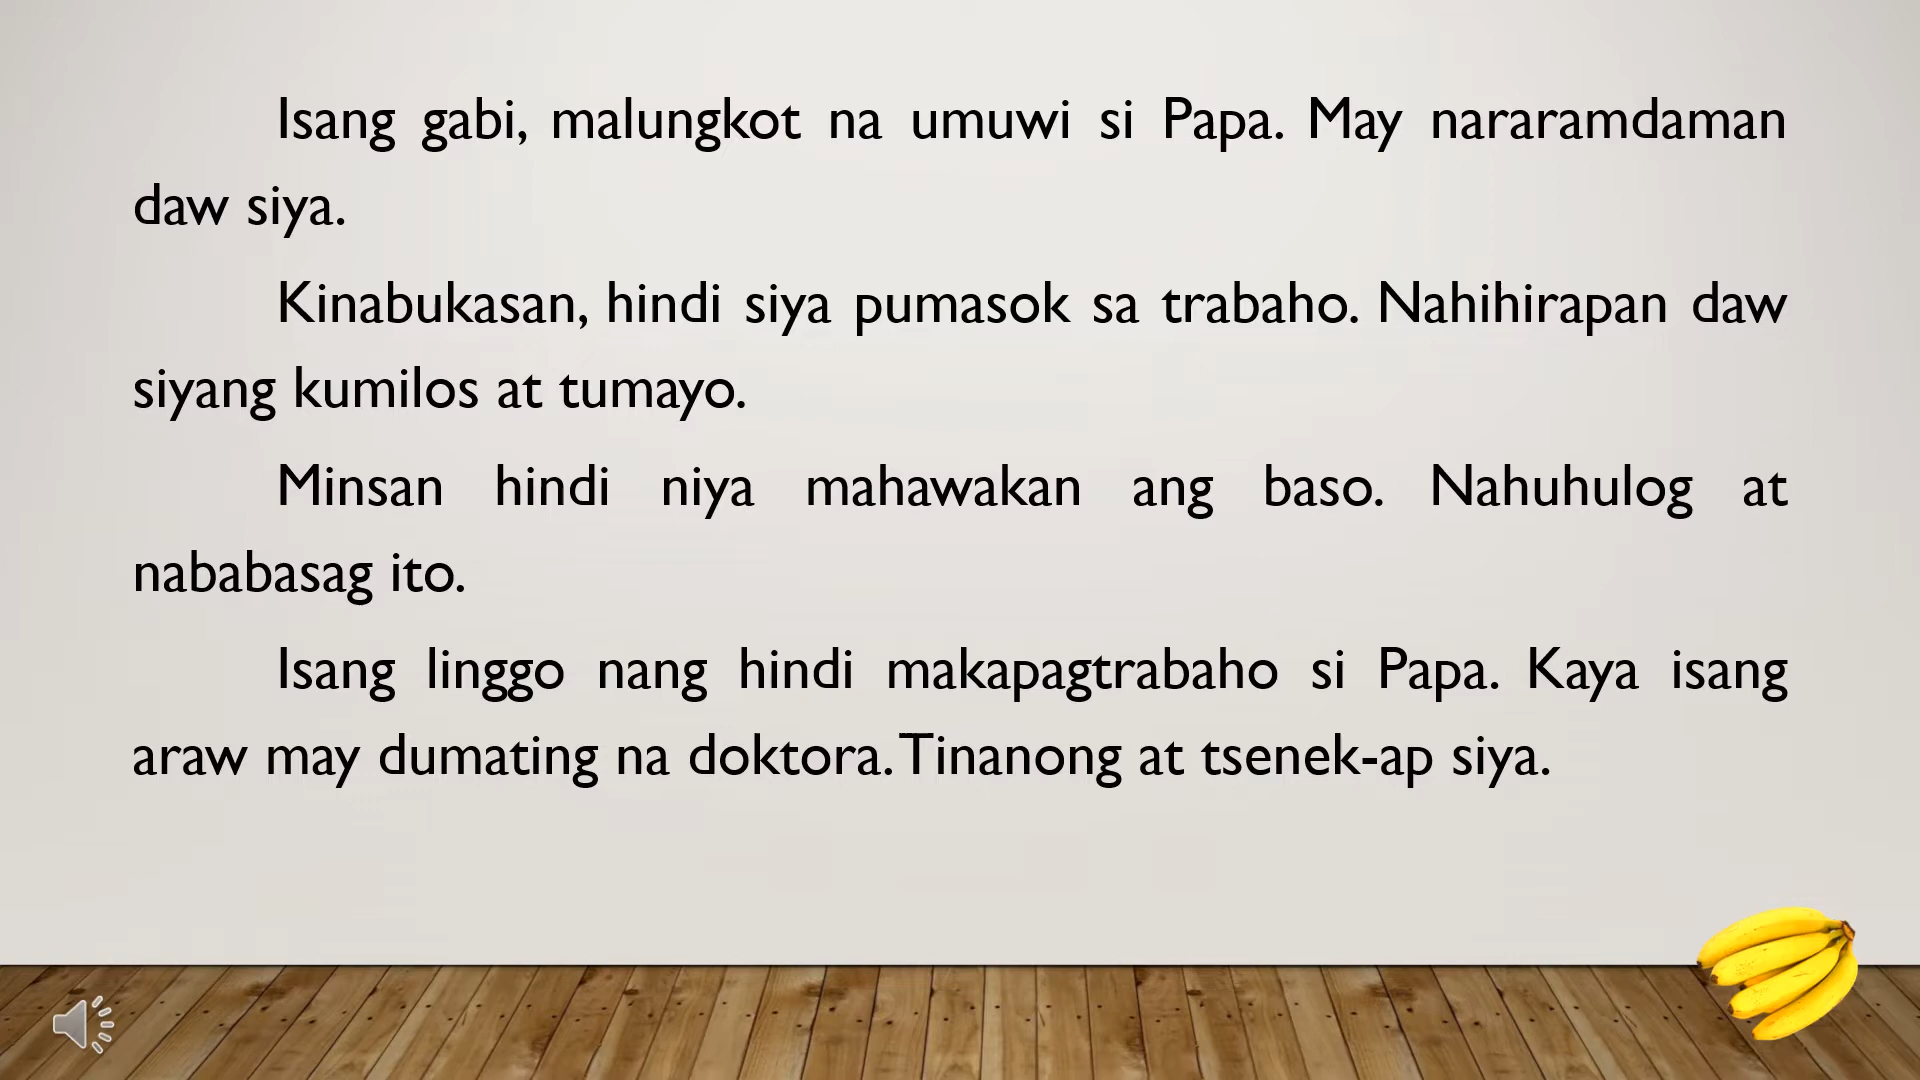 Isang gabi, malungkot na umuwi si Papa. May nararamdaman
daw siya.
Kinabukasan, hindi siya pumasok sa trabaho. Nahihirapan daw
siyang kumilos at tumayo.
Minsan hindi niya mahawakan ang baso. Nahuhulog at
nababasag ito.
Isang linggo nang hindi makapagtrabaho si Papa. Kaya isang
araw may dumating na doktora. Tinanong at tsenek-ap siya.